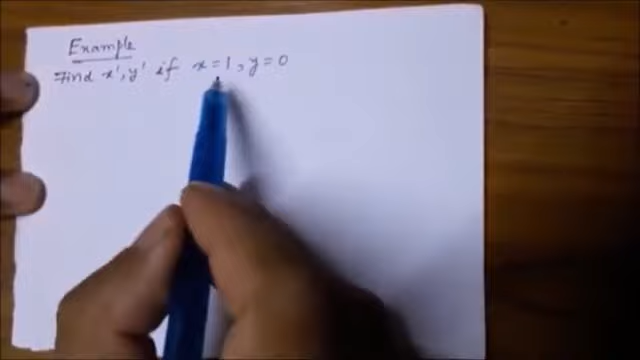 Example
Find x', y' if x = 1, y = 0